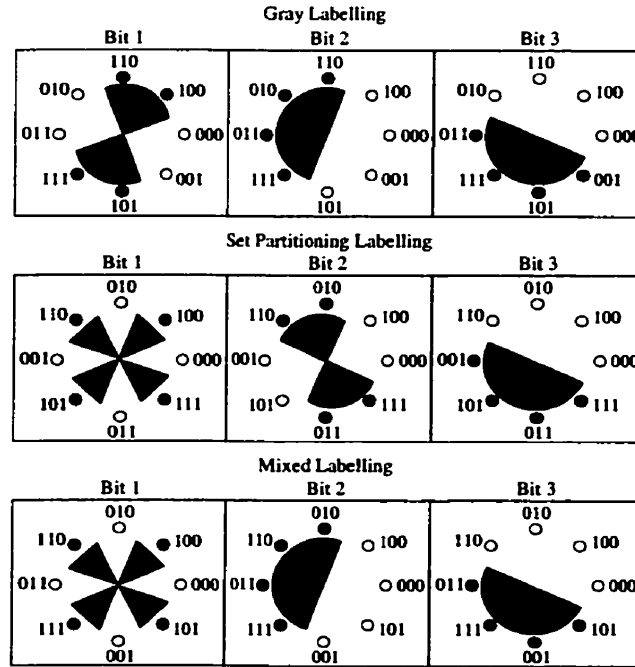 Gray Labelling
Bit 1 Bit 2 Bit 3
110 110 110
010 100 010 100 010 100
011 000 011 000 011 000
111 001 111 001 111 001
101 101 101
Set Partitioning Labelling
Bit 1 Bit 2 Bit 3
010 010 010
110 100 110 100 110 100
001 000 001 000 001 000
101 111 101 111 101 111
011 011 011
Mixed Labelling
Bit 1 Bit 2 Bit 3
010 010 010
110 100 110 100 110 100
011 000 011 000 011 000
111 101 111 101 111 101
001 001 001